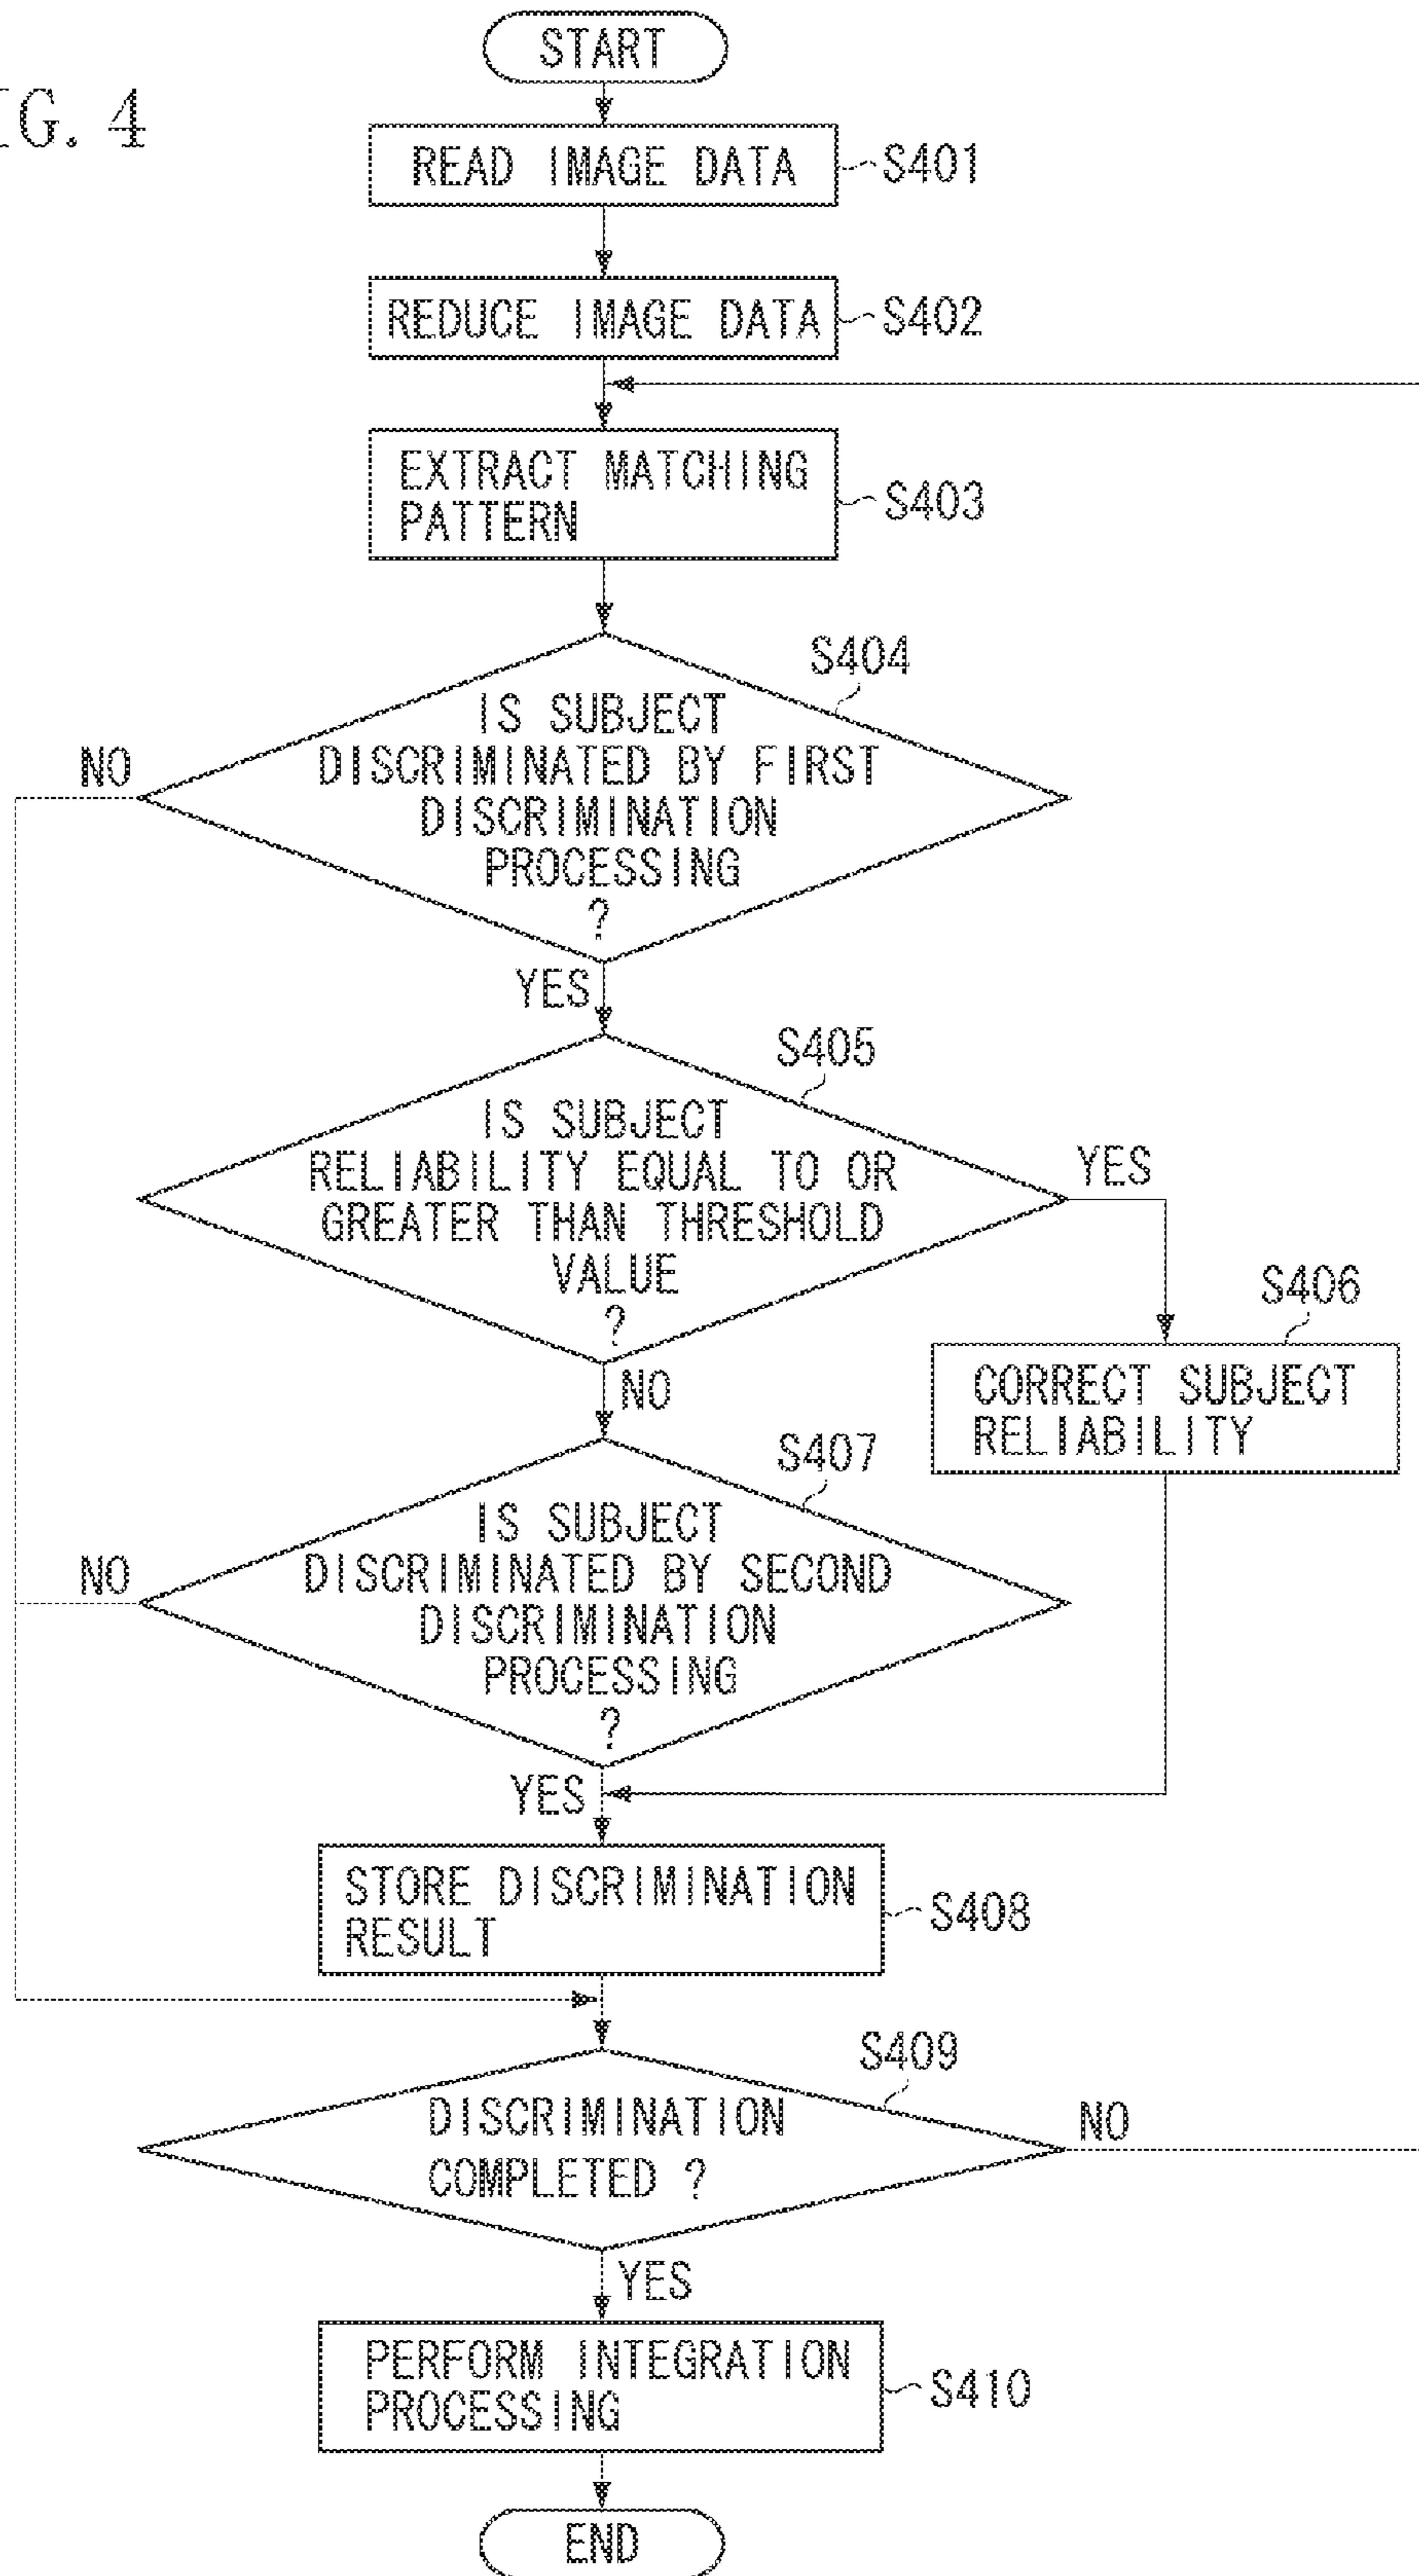 IG. 4
START
READ IMAGE DATA
S401
REDUCE IMAGE DATA
S402
EXTRACT MATCHING
PATTERN
S403
S404
IS SUBJECT
DISCRIMINATED BY FIRST
DISCRIMINATION
PROCESSING
?
NO
YES
S405
IS SUBJECT
RELIABILITY EQUAL TO OR
GREATER THAN THRESHOLD
VALUE
?
YES
NO
S406
CORRECT SUBJECT
RELIABILITY
S407
IS SUBJECT
DISCRIMINATED BY SECOND
DISCRIMINATION
PROCESSING
?
NO
YES
STORE DISCRIMINATION
RESULT
S408
S409
DISCRIMINATION
COMPLETED ?
NO
YES
PERFORM INTEGRATION
PROCESSING
S410
END